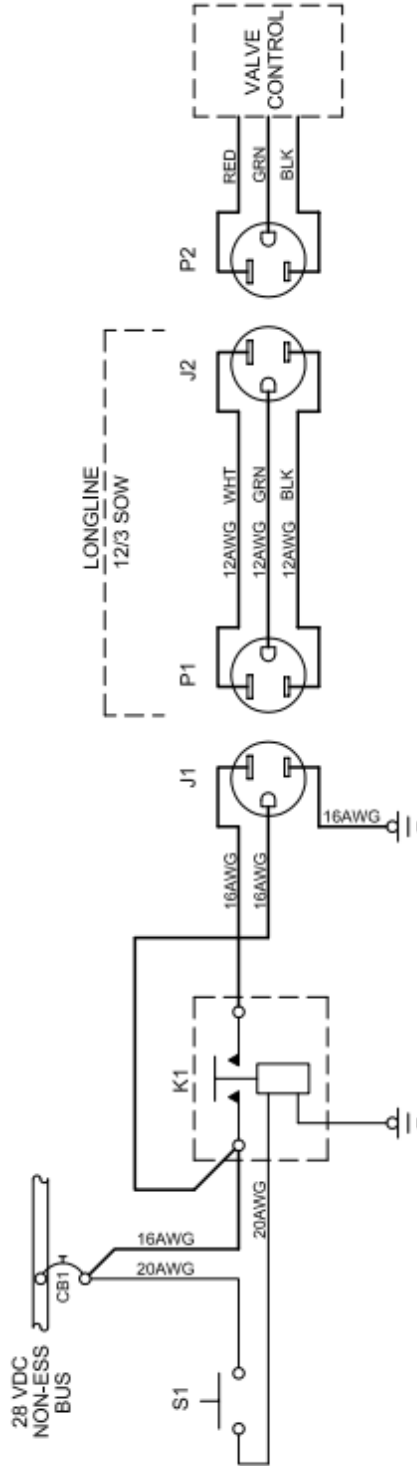 28 VDC
NON-ESS
BUS
CB1
16AWG
20AWG
S1
K1
20AWG
16AWG
16AWG
16AWG
J1
LONGLINE
12/3 SOW
P1
12AWG WHT
12AWG GRN
12AWG BLK
J2
P2
RED
GRN
BLK
VALVE
CONTROL